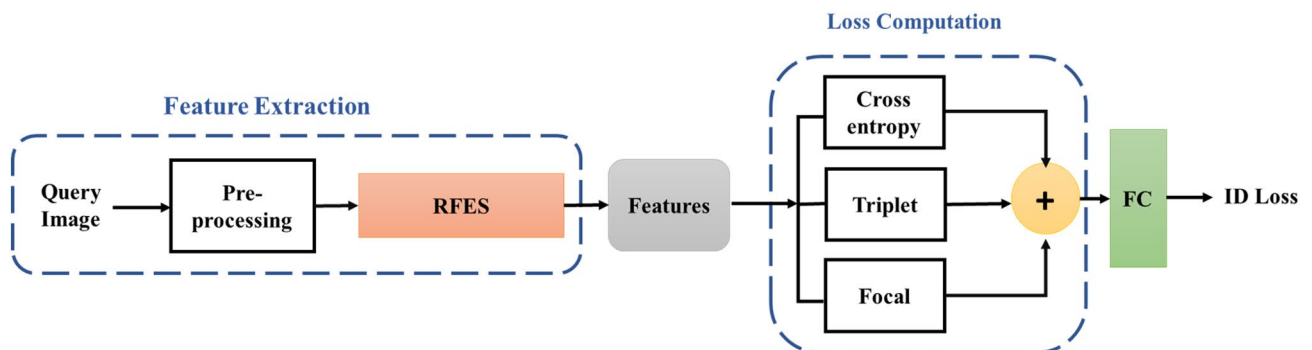 Loss Computation
Feature Extraction
Query
Image
Pre-
processing
RFES
Features
Cross
entropy
Triplet
Focal
+
FC
ID Loss